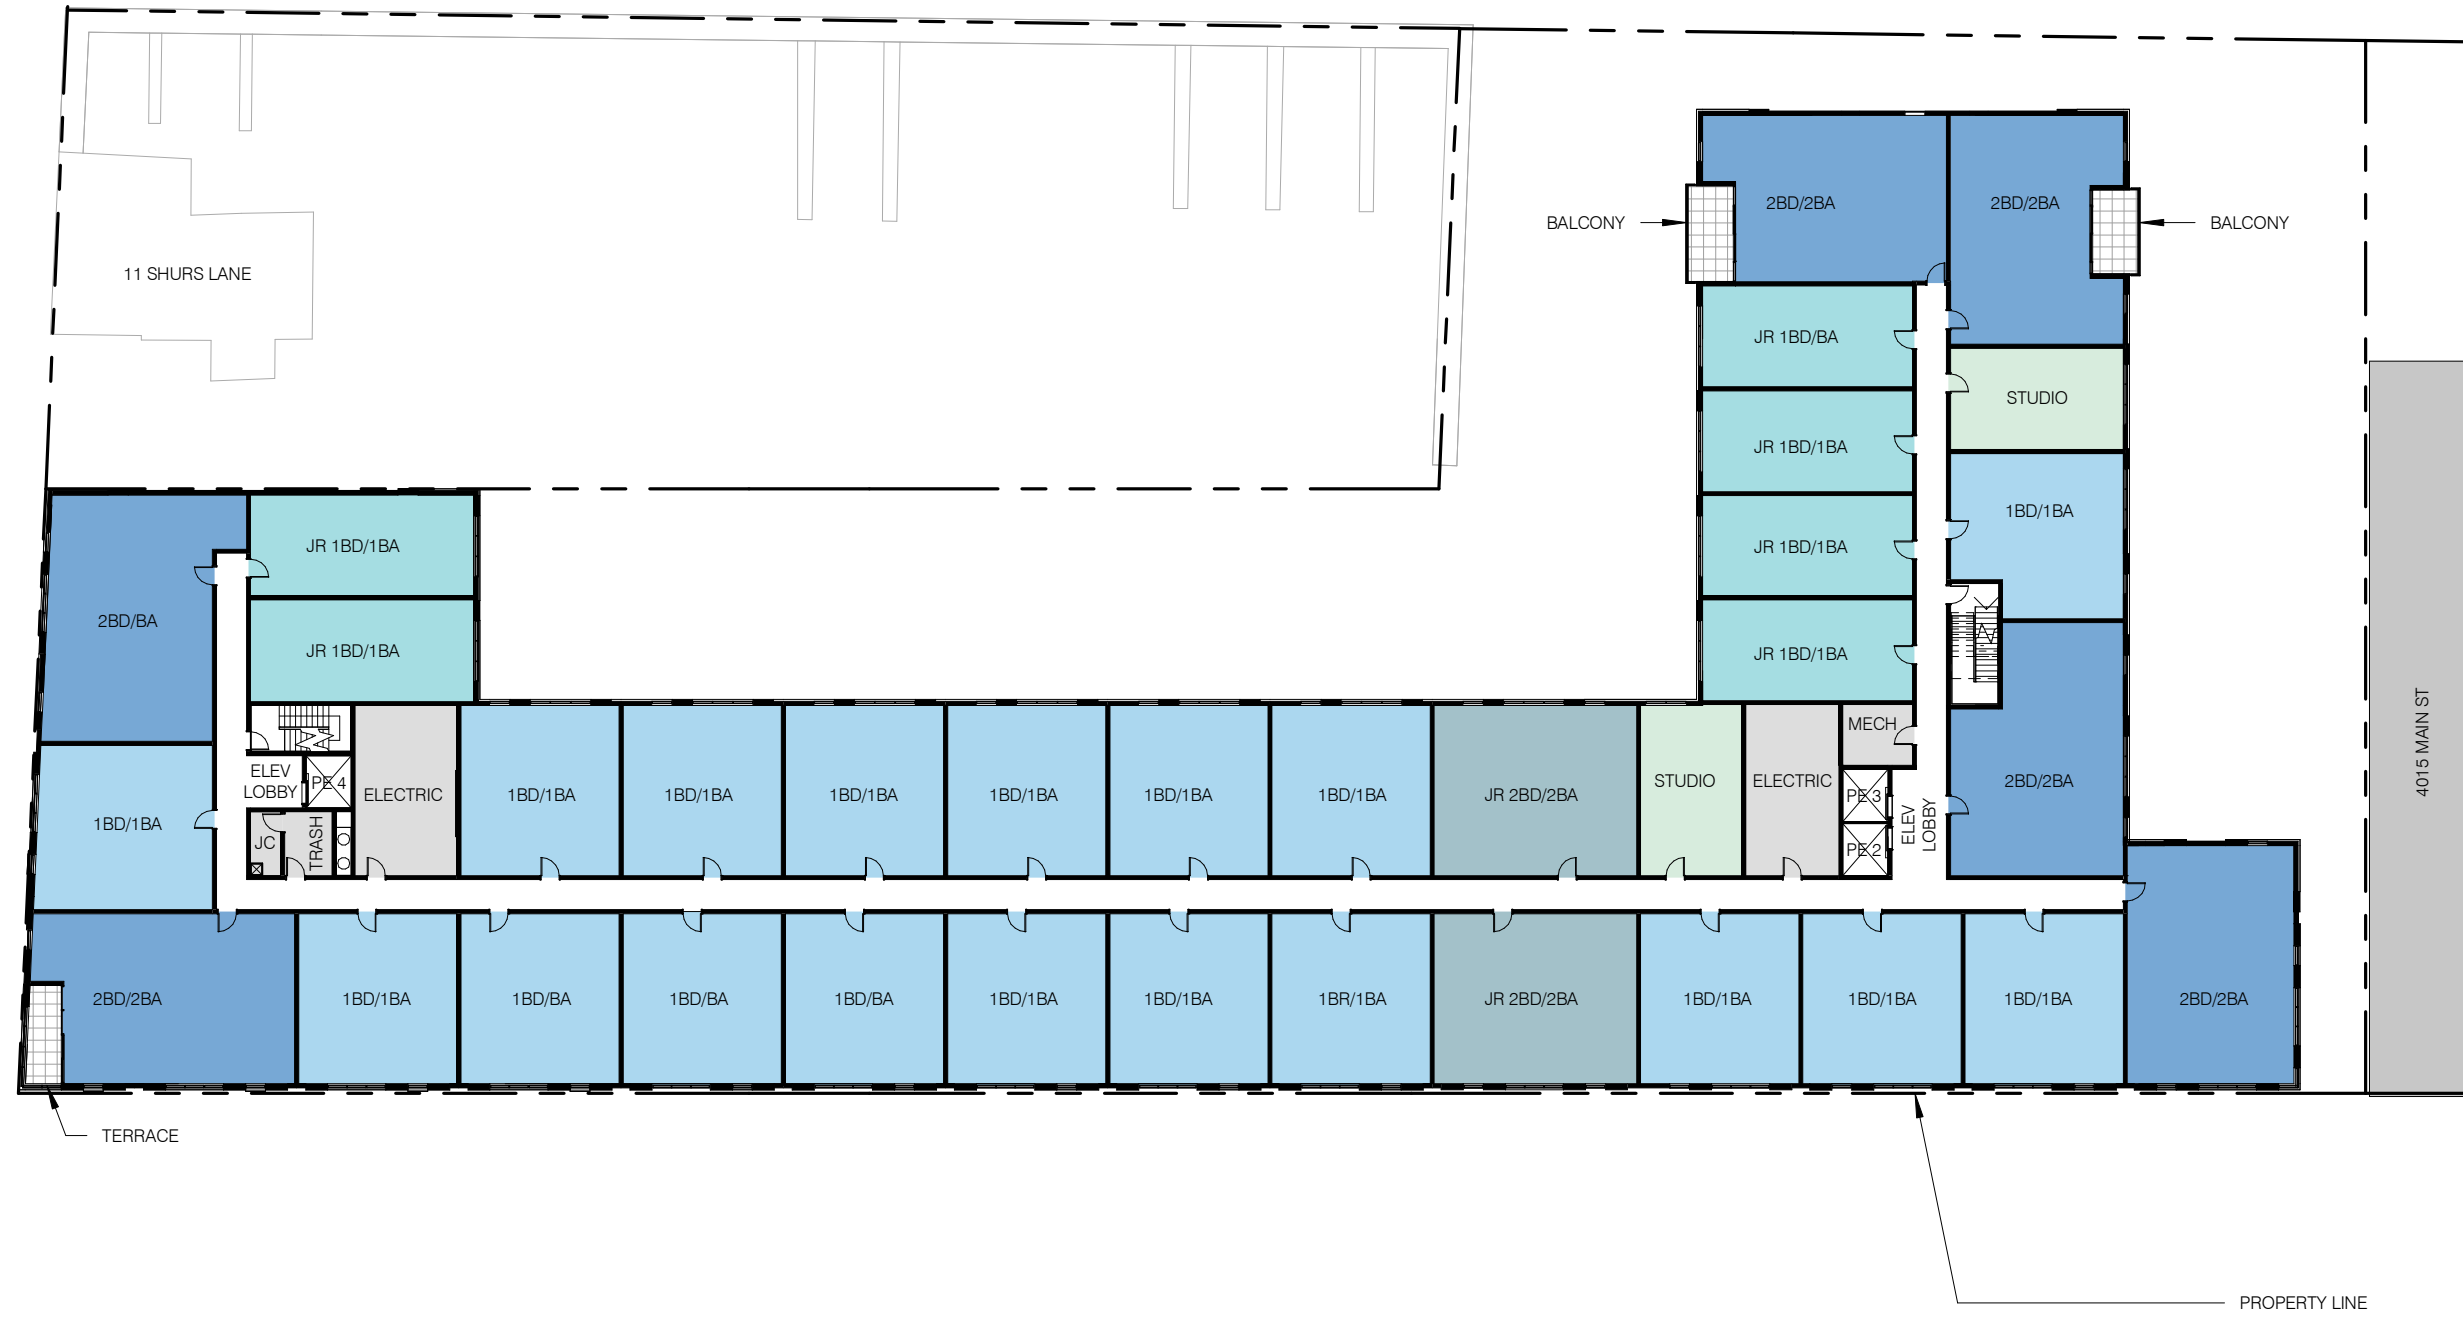 2BD/2BA
2BD/2BA
BALCONY
BALCONY
11 SHURS LANE
JR 1BD/BA
STUDIO
JR 1BD/1BA
1BD/1BA
JR 1BD/1BA
JR 1BD/1BA
2BD/BA
JR 1BD/1BA
JR 1BD/1BA
MECH
4015 MAIN ST
ELEV
LOBBY
PE 4
ELECTRIC
1BD/1BA
1BD/1BA
1BD/1BA
1BD/1BA
1BD/1BA
1BD/1BA
JR 2BD/2BA
STUDIO
ELECTRIC
PE 3
ELEV
LOBBY
2BD/2BA
1BD/1BA
JC
TRASH
PE 2
2BD/2BA
1BD/1BA
1BD/BA
1BD/BA
1BD/BA
1BD/1BA
1BD/1BA
1BR/1BA
JR 2BD/2BA
1BD/1BA
1BD/1BA
1BD/1BA
2BD/2BA
TERRACE
PROPERTY LINE